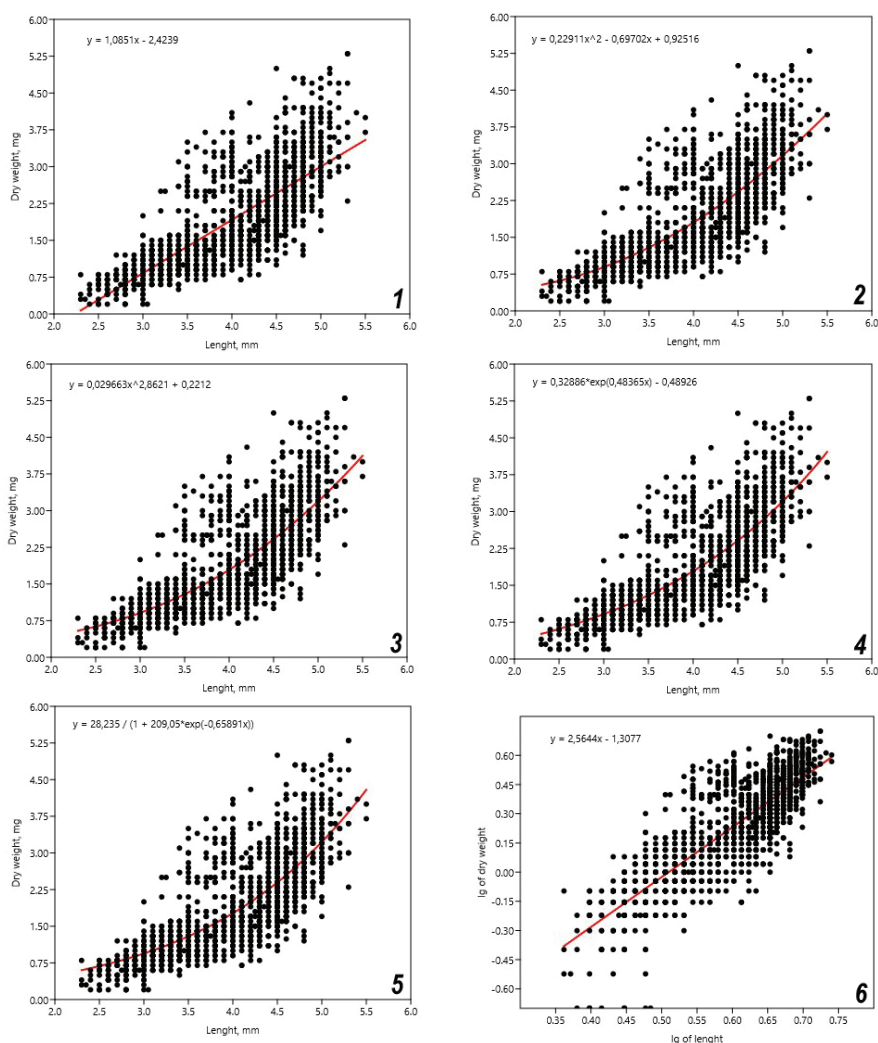 y = 1,0851x - 2,4239
6.00
5.25
4.50
3.75
3.00
2.25
1.50
0.75
0.00
Dry weight, mg
2.0 2.5 3.0 3.5 4.0 4.5 5.0 5.5 6.0
Lenght, mm
1
y = 0,22911x^2 - 0,69702x + 0,92516
6.00
5.25
4.50
3.75
3.00
2.25
1.50
0.75
0.00
Dry weight, mg
2.0 2.5 3.0 3.5 4.0 4.5 5.0 5.5 6.0
Lenght, mm
2
y = 0,029663x^2,8621 + 0,2212
6.00
5.25
4.50
3.75
3.00
2.25
1.50
0.75
0.00
Dry weight, mg
2.0 2.5 3.0 3.5 4.0 4.5 5.0 5.5 6.0
Lenght, mm
3
y = 0,32886*exp(0,48365x) - 0,48926
6.00
5.25
4.50
3.75
3.00
2.25
1.50
0.75
0.00
Dry weight, mg
2.0 2.5 3.0 3.5 4.0 4.5 5.0 5.5 6.0
Lenght, mm
4
y = 28,235 / (1 + 209,05*exp(-0,65891x))
6.00
5.25
4.50
3.75
3.00
2.25
1.50
0.75
0.00
Dry weight, mg
2.0 2.5 3.0 3.5 4.0 4.5 5.0 5.5 6.0
Lenght, mm
5
y = 2,5644x - 1,3077
0.60
0.45
0.30
0.15
0.00
-0.15
-0.30
-0.45
-0.60
lg of dry weight
0.35 0.40 0.45 0.50 0.55 0.60 0.65 0.70 0.75
lg of lenght
6